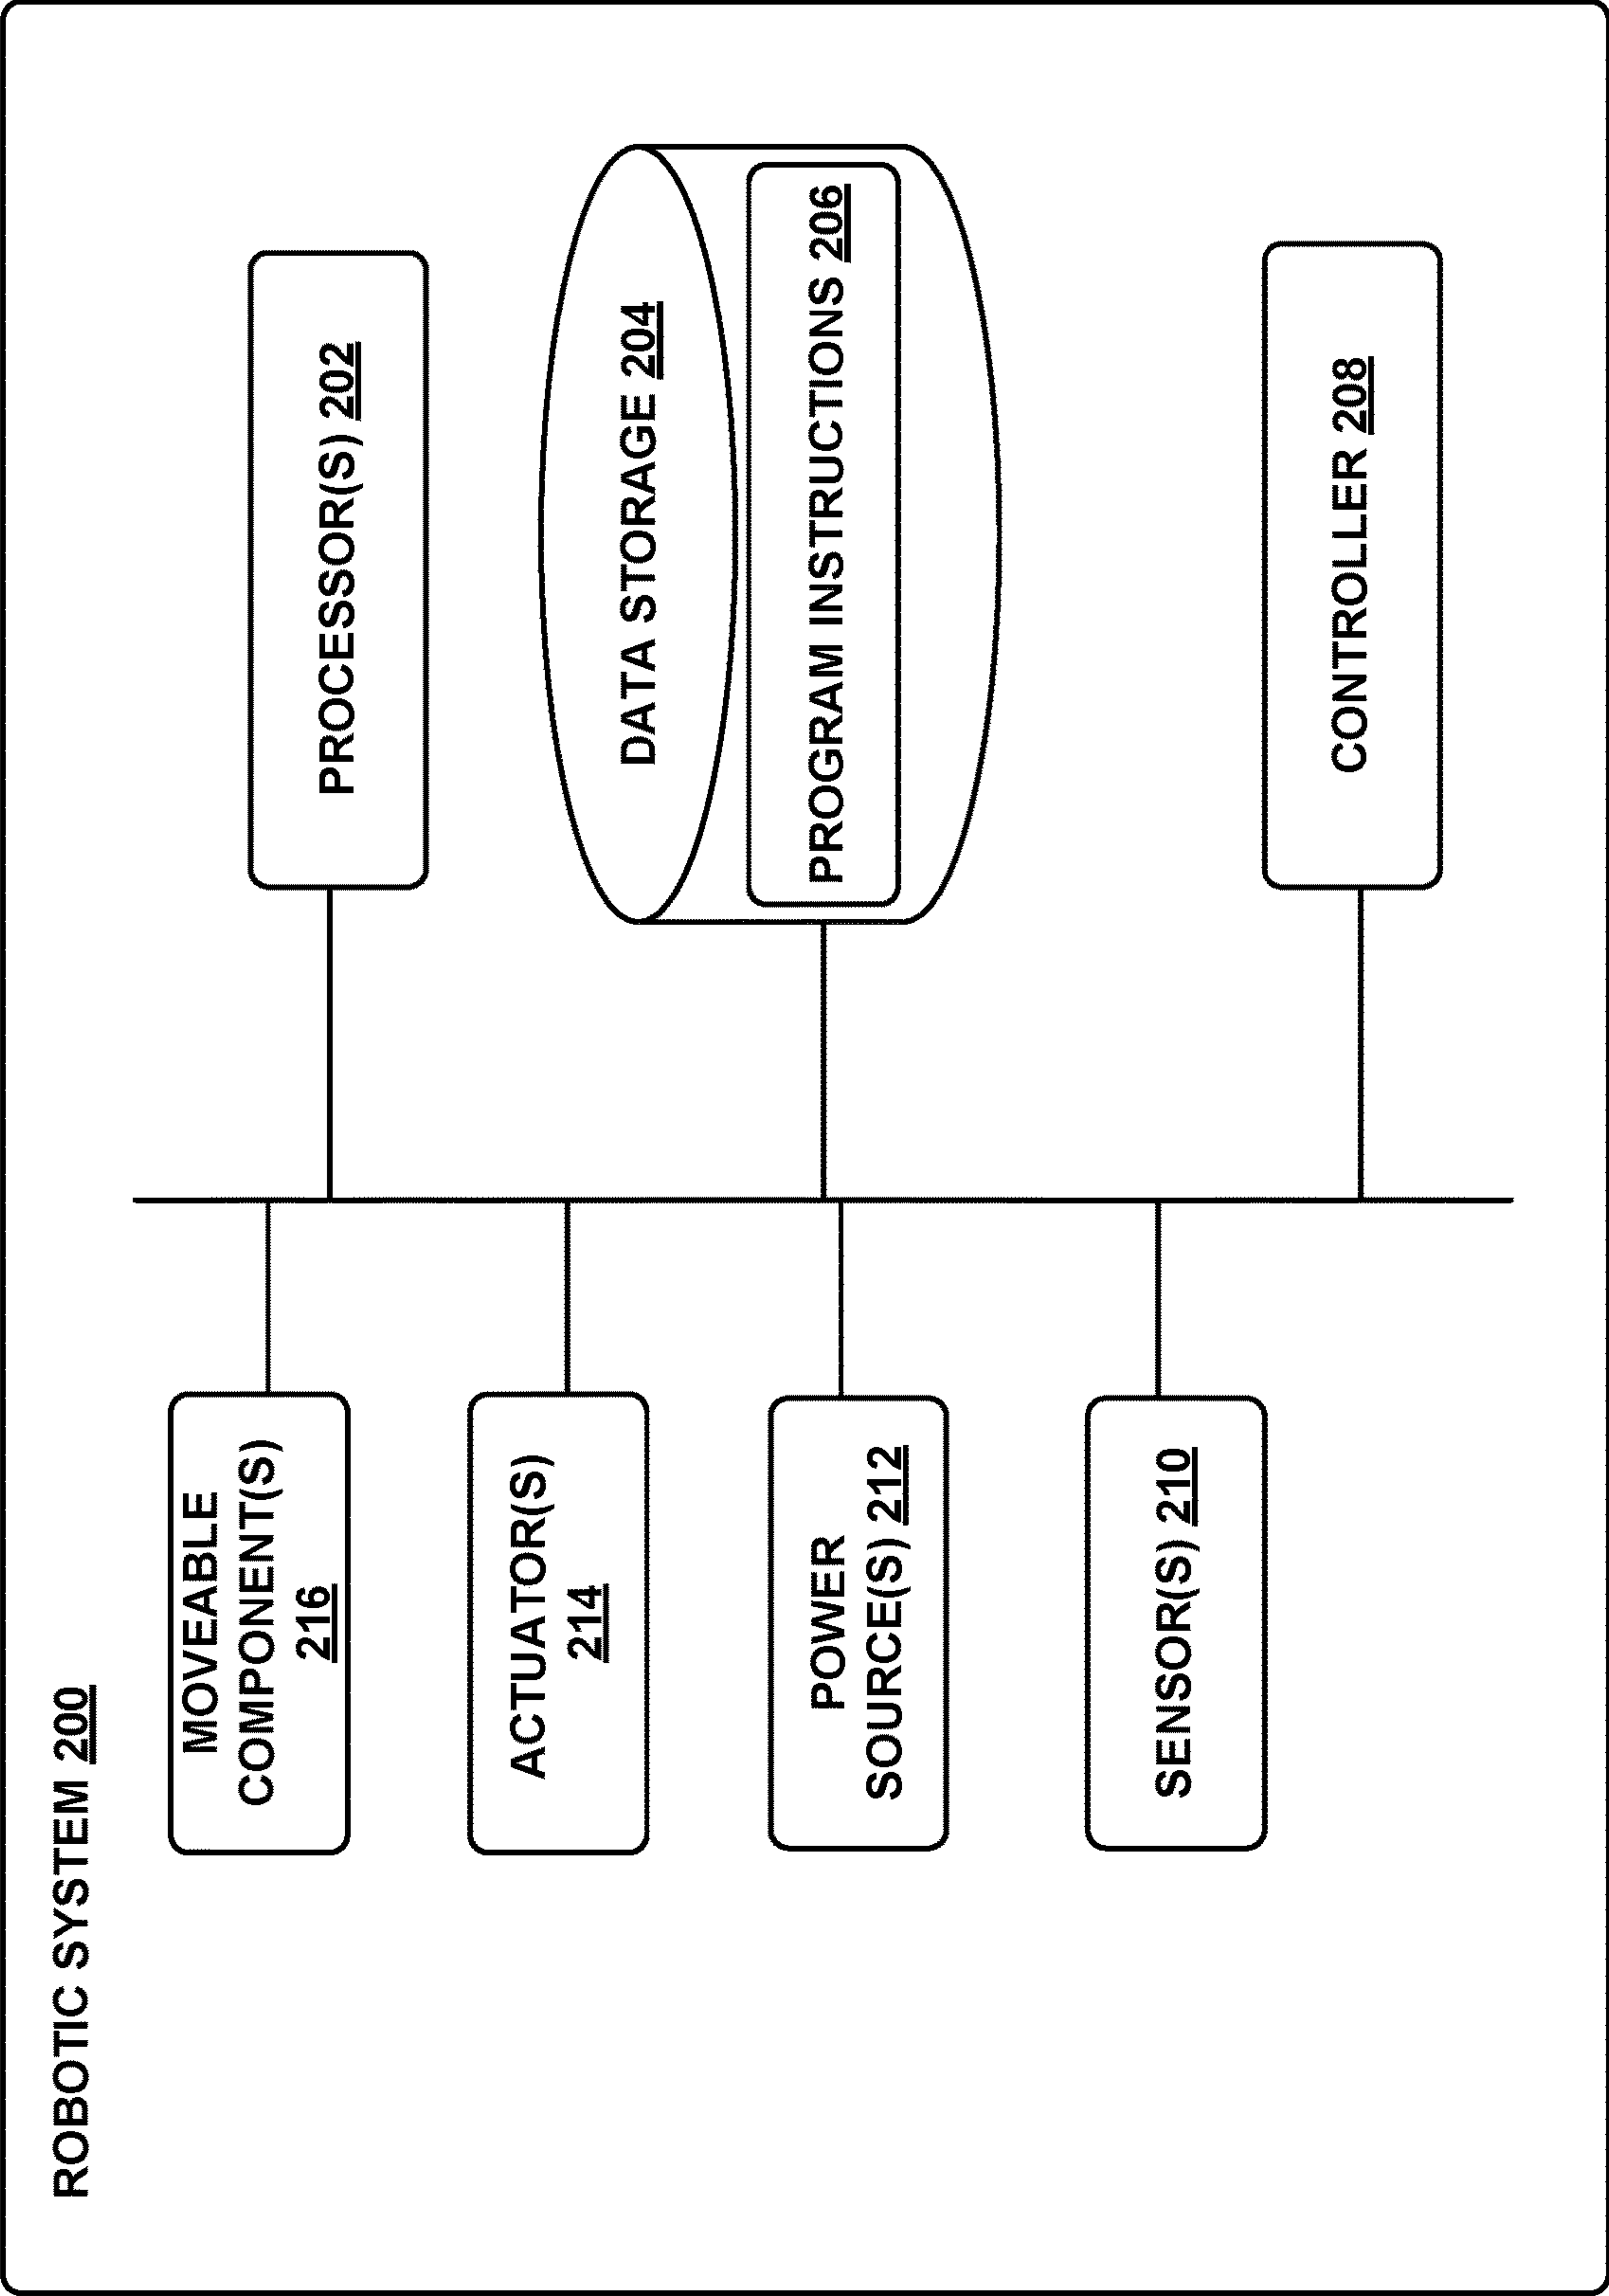 ROBOTIC SYSTEM 200
MOVEABLE
COMPONENT(S)
216
ACTUATOR(S)
214
POWER
SOURCE(S) 212
SENSOR(S) 210
PROCESSOR(S) 202
DATA STORAGE 204
PROGRAM INSTRUCTIONS 206
CONTROLLER 208